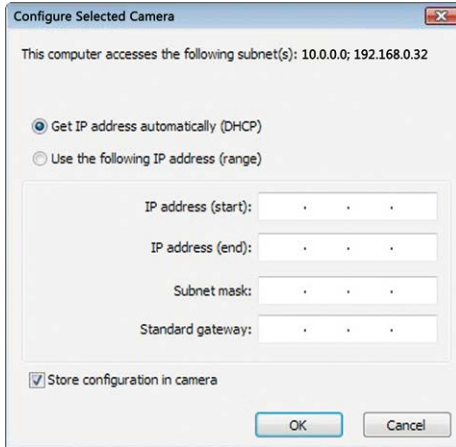 Configure Selected Camera
This computer accesses the following subnet(s): 10.0.0.0; 192.168.0.32
Get IP address automatically (DHCP)
Use the following IP address (range)
IP address (start): . . .
IP address (end): . . .
Subnet mask: . . .
Standard gateway: . . .
Store configuration in camera
OK Cancel